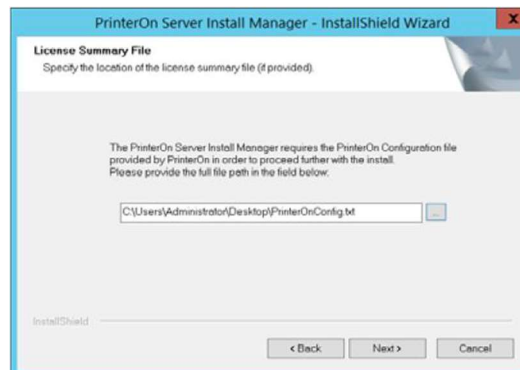 PrinterOn Server Install Manager - InstallShield Wizard
x
License Summary File
Specify the location of the license summary file (if provided).
The PrinterOn Server Install Manager requires the PrinterOn Configuration file
provided by PrinterOn in order to proceed further with the install.
Please provide the full file path in the field below:
C:\Users\Administrator\Desktop\PrinterOnConfig.txt
...
InstallShield
< Back
Next >
Cancel